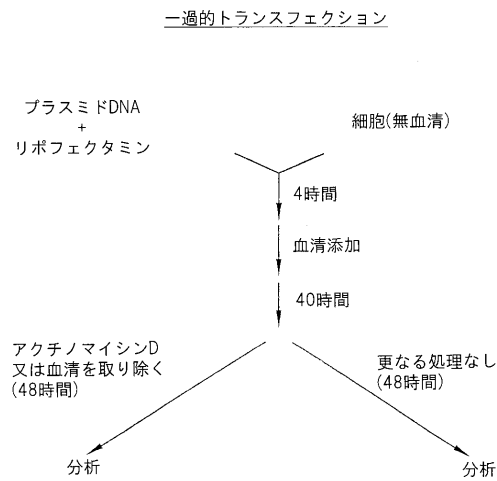 一過的トランスフェクション
プラスミドDNA
+
リポフェクタミン
細胞(無血清)
4時間
血清添加
40時間
アクチノマイシンD
又は血清を取り除く
(48時間)
更なる処理なし
(48時間)
分析
分析